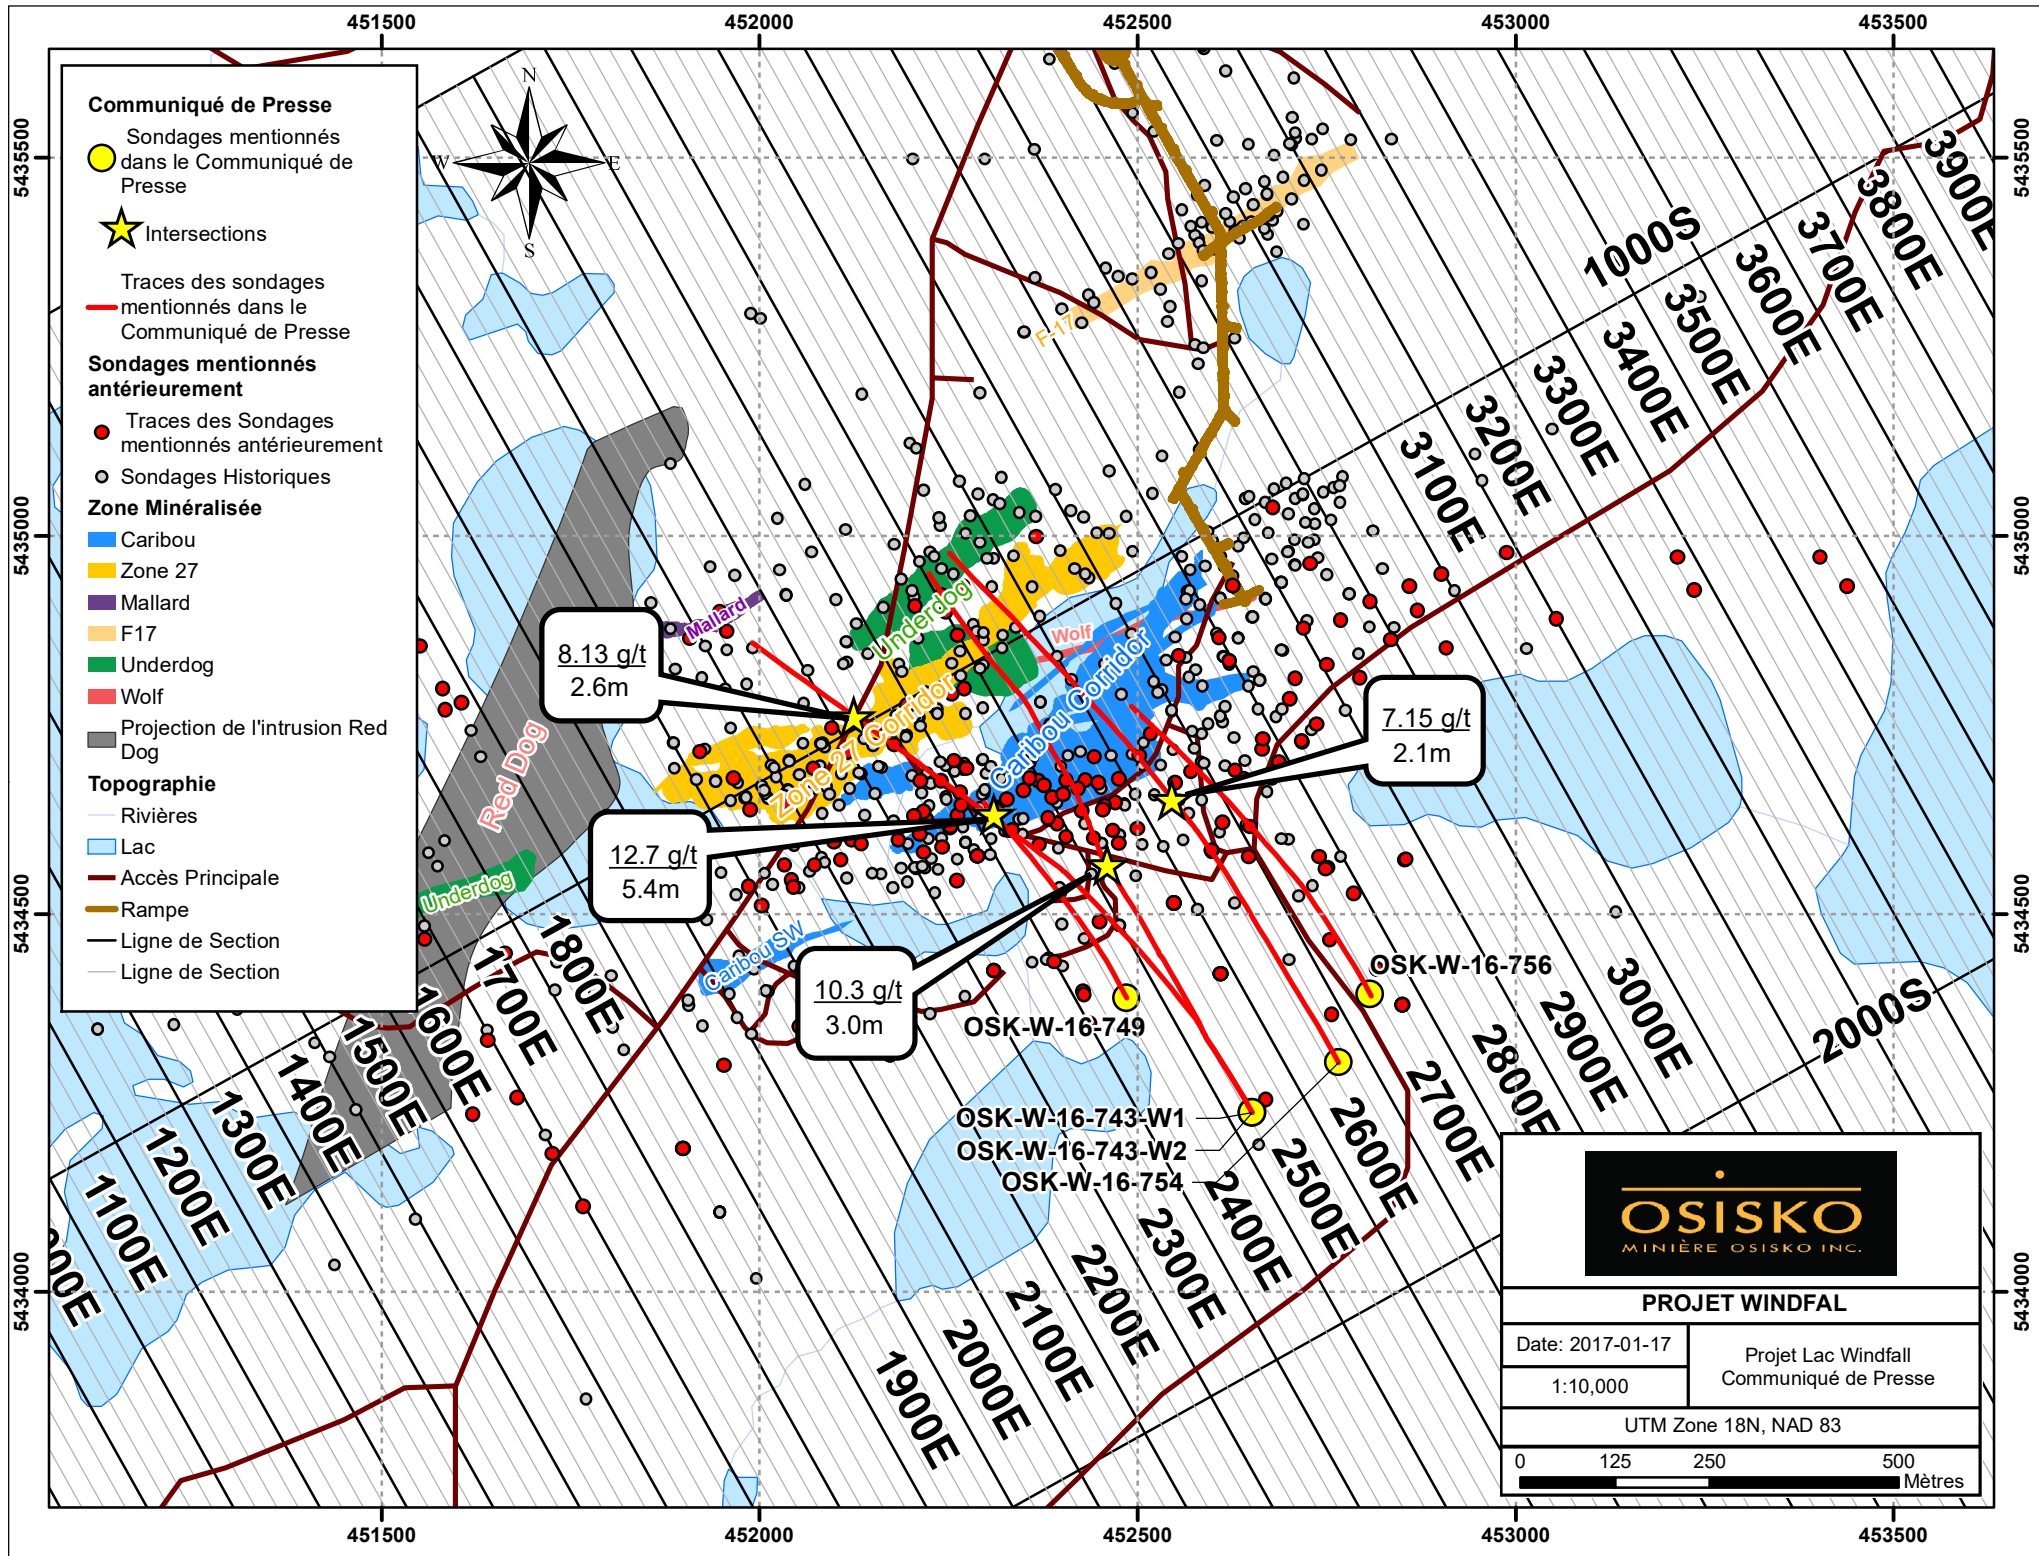 451500
452000
452500
453000
453500
5435500
5435000
5434500
5434000
5435500
5435000
5434500
5434000
451500
452000
452500
453000
453500
Communiqué de Presse
Sondages mentionnés
dans le Communiqué de
Presse
Intersections
Traces des sondages
mentionnés dans le
Communiqué de Presse
Sondages mentionnés
antérieurement
Traces des Sondages
mentionnés antérieurement
Sondages Historiques
Zone Minéralisée
Caribou
Zone 27
Mallard
F17
Underdog
Wolf
Projection de l'intrusion Red
Dog
Topographie
Rivières
Lac
Accès Principale
Rampe
Ligne de Section
Ligne de Section
N
W
E
S
F-17
1000S
3900E
3800E
3700E
3600E
3500E
3400E
3300E
3200E
3100E
3000E
2900E
2800E
2700E
2600E
2500E
2400E
2300E
2200E
2100E
2000E
1900E
1800E
1700E
1600E
1500E
1400E
1300E
1200E
1100E
2000S
Mallard
Underdog
Wolf
Caribou Corridor
Zone 27 Corridor
Red Dog
Underdog
Caribou SW
8.13 g/t
2.6m
7.15 g/t
2.1m
12.7 g/t
5.4m
10.3 g/t
3.0m
OSK-W-16-756
OSK-W-16-749
OSK-W-16-743-W1
OSK-W-16-743-W2
OSK-W-16-754
OSISKO
MINIÈRE OSISKO INC.
PROJET WINDFAL
Date: 2017-01-17
1:10,000
Projet Lac Windfall
Communiqué de Presse
UTM Zone 18N, NAD 83
0 125 250 500
Mètres